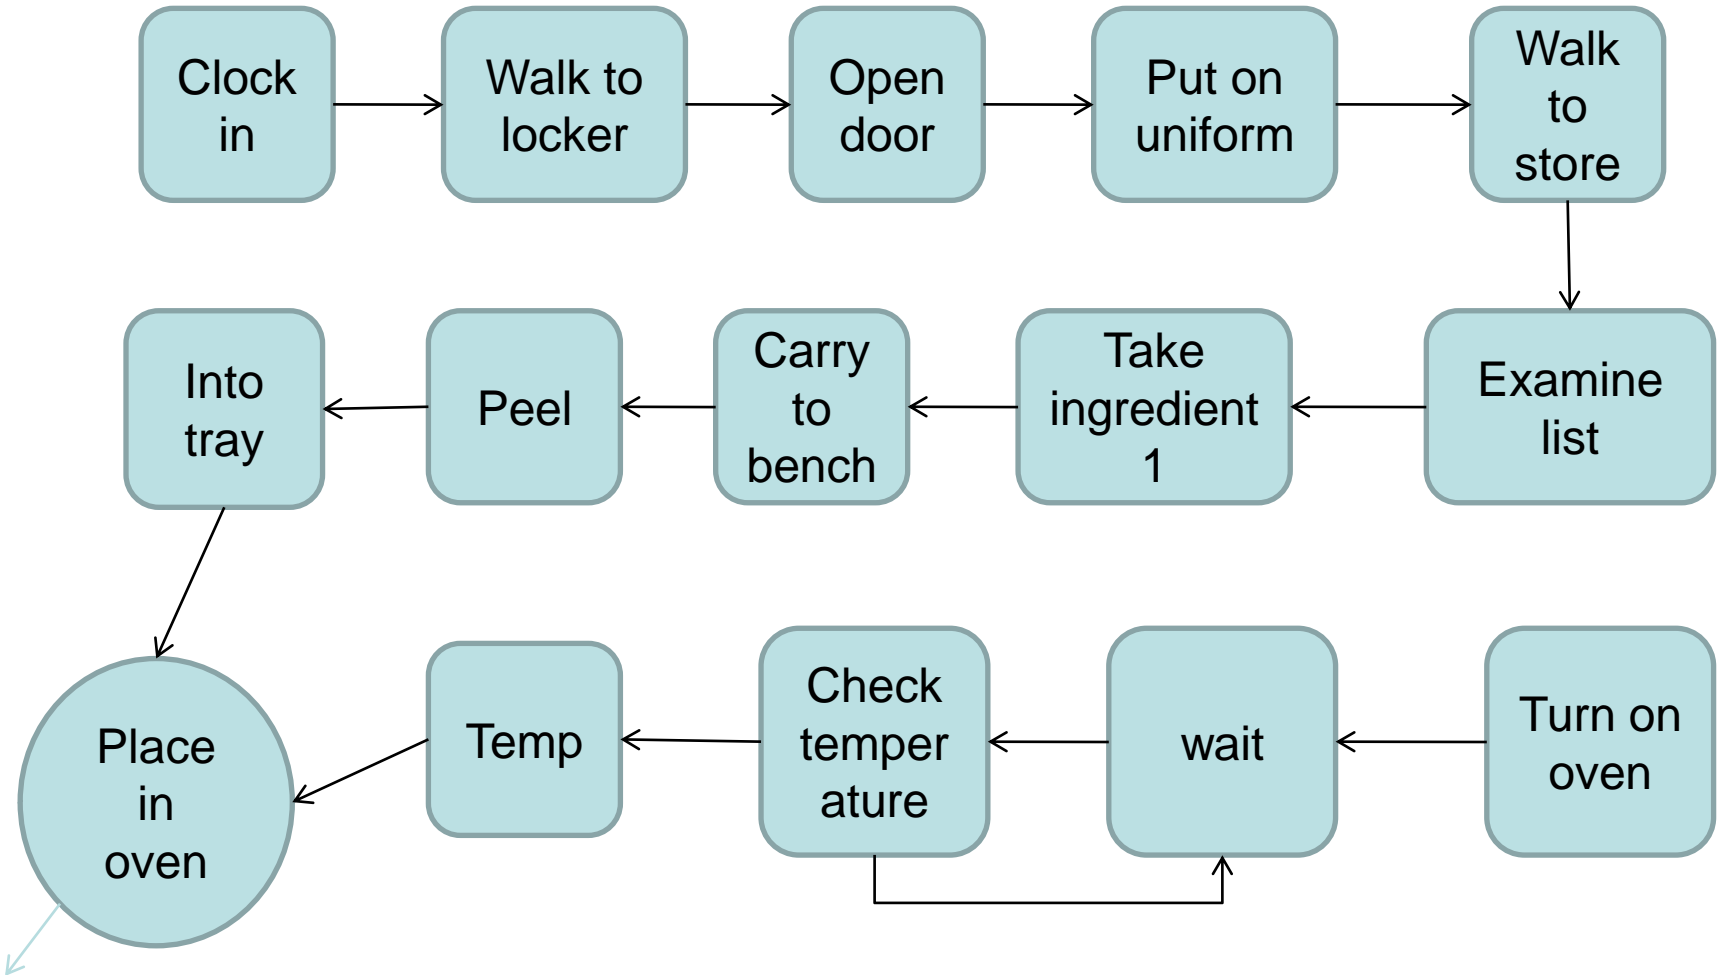 Clock
in
Walk to
locker
Open
door
Put on
uniform
Walk
to
store
Into
tray
Peel
Carry
to
bench
Take
ingredient
1
Examine
list
Place
in
oven
Temp
Check
temper
ature
wait
Turn on
oven